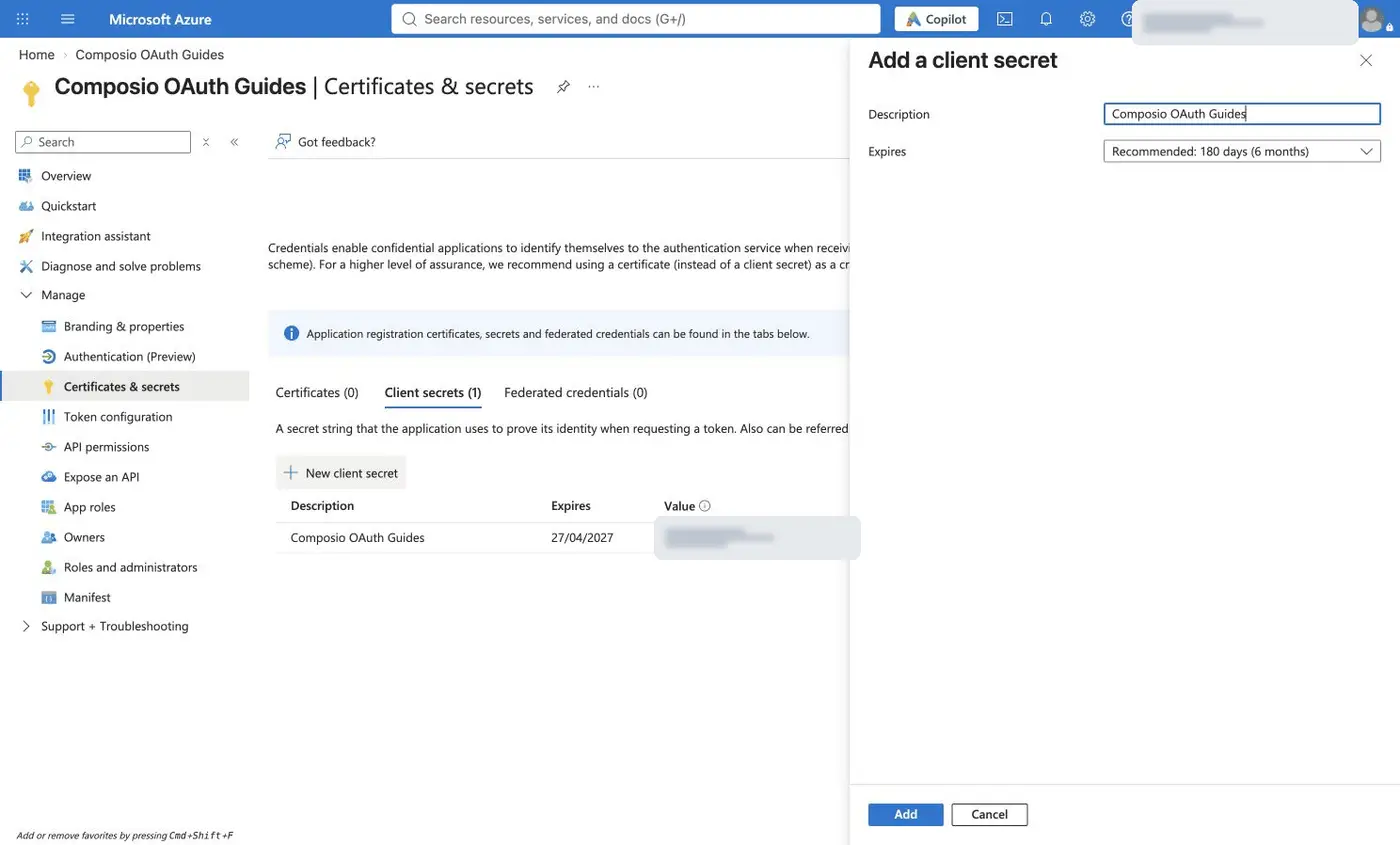 Microsoft Azure
Search resources, services, and docs (G+/)
Copilot
Home › Composio OAuth Guides
Composio OAuth Guides | Certificates & secrets
Search
Got feedback?
Overview
Quickstart
Integration assistant
Diagnose and solve problems
Manage
Branding & properties
Authentication (Preview)
Certificates & secrets
Token configuration
API permissions
Expose an API
App roles
Owners
Roles and administrators
Manifest
Support + Troubleshooting
Add or remove favorites by pressing Cmd+Shift+F
Credentials enable confidential applications to identify themselves to the authentication service when
scheme). For a higher level of assurance, we recommend using a certificate (instead of a client secret) as a
Application registration certificates, secrets and federated credentials can be found in the tabs below.
Certificates (0) Client secrets (1) Federated credentials (0)
A secret string that the application uses to prove its identity when requesting a token. Also can be referred
New client secret
Description Expires Value
Composio OAuth Guides 27/04/2027
Add a client secret
Description Composio OAuth Guides
Expires Recommended: 180 days (6 months)
Add Cancel